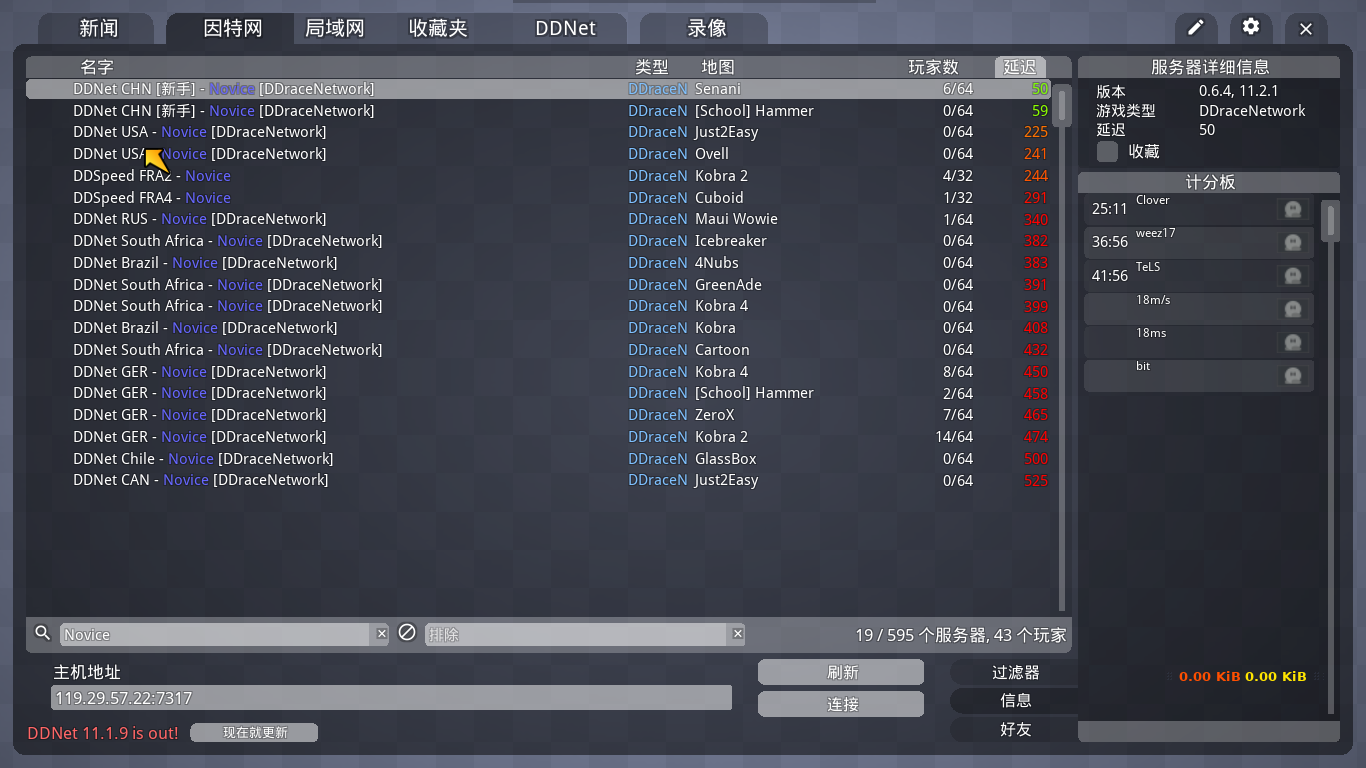 新闻 因特网 局域网 收藏夹 DDNet 录像
名字 类型 地图 玩家数 延迟
DDNet CHN [新手] - Novice [DDraceNetwork] DDraceN Senani 6/64 50
DDNet CHN [新手] - Novice [DDraceNetwork] DDraceN [School] Hammer 0/64 59
DDNet USA - Novice [DDraceNetwork] DDraceN Just2Easy 0/64 225
DDNet USA Novice [DDraceNetwork] DDraceN Ovell 0/64 241
DDSpeed FRA2 - Novice DDraceN Kobra 2 4/32 244
DDSpeed FRA4 - Novice DDraceN Cuboid 1/32 291
DDNet RUS - Novice [DDraceNetwork] DDraceN Maui Wowie 1/64 340
DDNet South Africa - Novice [DDraceNetwork] DDraceN Icebreaker 0/64 382
DDNet Brazil - Novice [DDraceNetwork] DDraceN 4Nubs 0/64 383
DDNet South Africa - Novice [DDraceNetwork] DDraceN GreenAde 0/64 391
DDNet South Africa - Novice [DDraceNetwork] DDraceN Kobra 4 0/64 399
DDNet Brazil - Novice [DDraceNetwork] DDraceN Kobra 0/64 408
DDNet South Africa - Novice [DDraceNetwork] DDraceN Cartoon 0/64 432
DDNet GER - Novice [DDraceNetwork] DDraceN Kobra 4 8/64 450
DDNet GER - Novice [DDraceNetwork] DDraceN [School] Hammer 2/64 458
DDNet GER - Novice [DDraceNetwork] DDraceN ZeroX 7/64 465
DDNet GER - Novice [DDraceNetwork] DDraceN Kobra 2 14/64 474
DDNet Chile - Novice [DDraceNetwork] DDraceN GlassBox 0/64 500
DDNet CAN - Novice [DDraceNetwork] DDraceN Just2Easy 0/64 525
Novice 排除 19 / 595 个服务器, 43 个玩家
主机地址
119.29.57.22:7317
DDNet 11.1.9 is out! 现在就更新
刷新
连接
过滤器
信息
好友
服务器详细信息
版本 0.6.4, 11.2.1
游戏类型 DDraceNetwork
延迟 50
收藏
计分板
25:11 Clover
36:56 weez17
41:56 TeLS
18m/s
18ms
bit
0.00 KiB 0.00 KiB